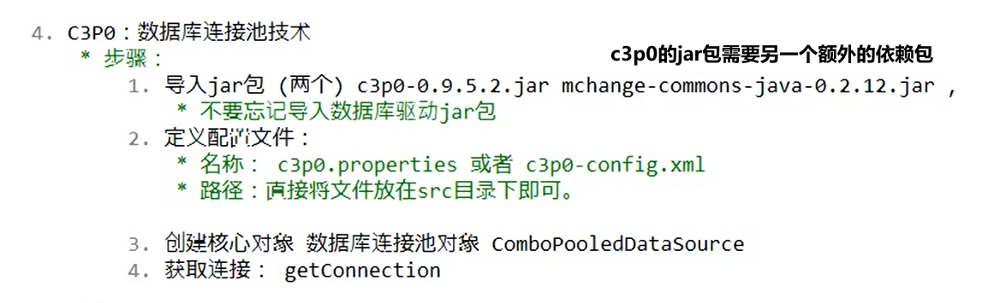 4. C3P0：数据库连接池技术
* 步骤：
c3p0的jar包需要另一个额外的依赖包
1. 导入jar包 (两个) c3p0-0.9.5.2.jar mchange-commons-java-0.2.12.jar ，
* 不要忘记导入数据库驱动jar包
2. 定义配置文件：
* 名称： c3p0.properties 或者 c3p0-config.xml
* 路径：直接将文件放在src目录下即可。
3. 创建核心对象 数据库连接池对象 ComboPooledDataSource
4. 获取连接： getConnection